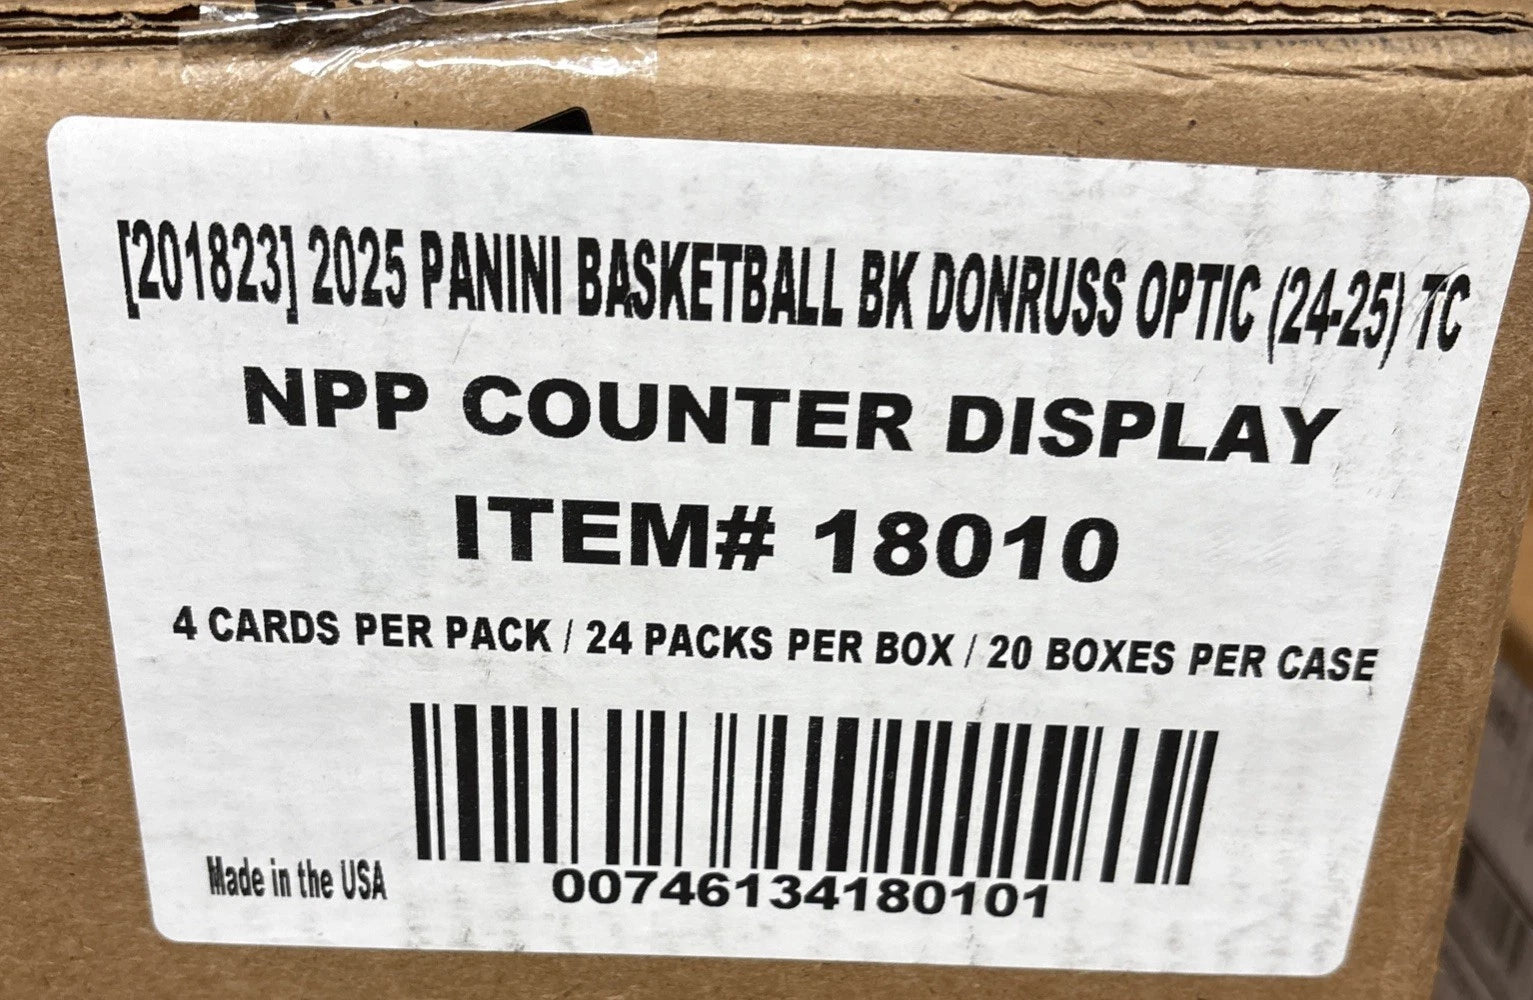 [201823] 2025 PANINI BASKETBALL BK DONRUSS OPTIC (24-25) TC
NPP COUNTER DISPLAY
ITEM# 18010
4 CARDS PER PACK / 24 PACKS PER BOX / 20 BOXES PER CASE
Made in the USA
00746134180101